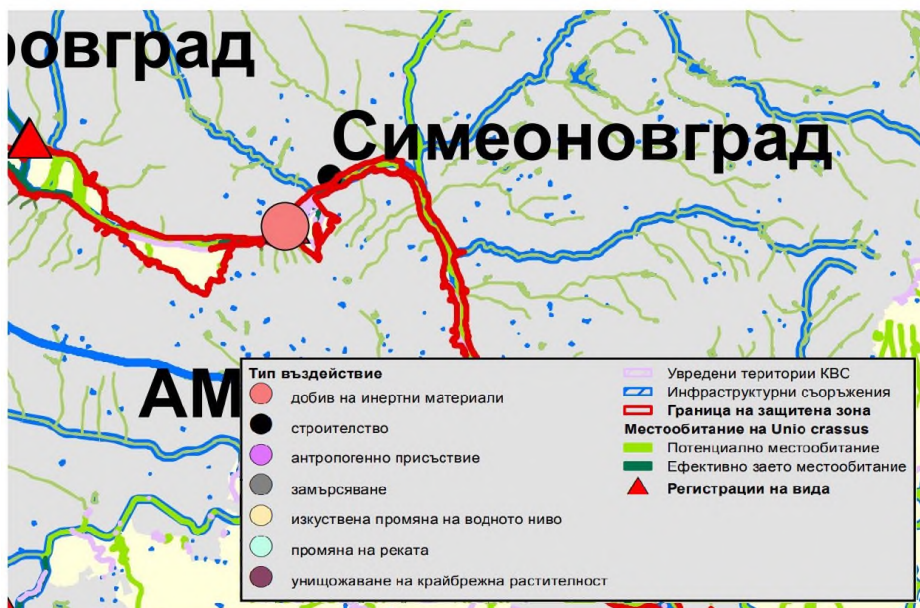 ровград
Симеоновград
АМ
Тип въздействие
добив на инертни материали
строителство
антропогенно присъствие
замърсяване
изкуствена промяна на водното ниво
промяна на реката
унищожаване на крайбрежна растителност
Увредени територии КВС
Инфраструктурни съоръжения
Граница на защитена зона
Местообитание на Unio crassus
Потенциално местообитание
Ефективно заето местообитание
Регистрации на вида